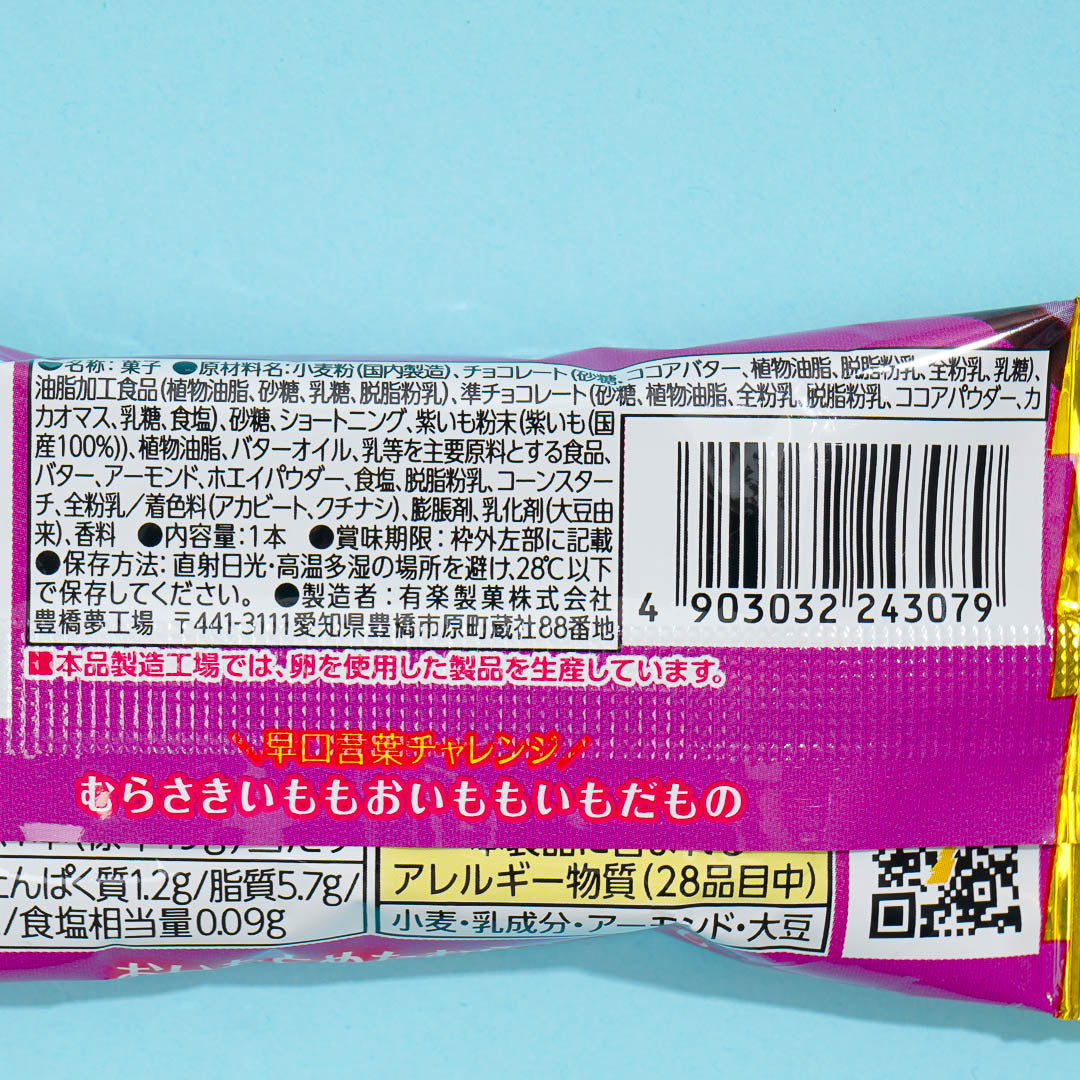 ●名称：菓子 ●原材料名：小麦粉（国内製造）、チョコレート（砂糖、ココアバター、植物油脂、脱脂粉乳、全粉乳、乳糖）、
油脂加工食品（植物油脂、砂糖、乳糖、脱脂粉乳）、準チョコレート（砂糖、植物油脂、全粉乳、脱脂粉乳、ココアパウダー、カ
カオマス、乳糖、食塩）、砂糖、ショートニング、紫いも粉末（紫いも（国
産100%））、植物油脂、バターオイル、乳等を主要原料とする食品、
バター、アーモンド、ホエイパウダー、食塩、脱脂粉乳、コーンスター
チ、全粉乳／着色料（アカビート、クチナシ）、膨脹剤、乳化剤（大豆由
来）、香料 ●内容量：1本 ●賞味期限：枠外左部に記載
●保存方法：直射日光・高温多湿の場所を避け、28℃以下
で保存してください。 ●製造者：有楽製菓株式会社
豊橋夢工場 〒441-3111愛知県豊橋市原町蔵社88番地
4 903032 243079
本品製造工場では、卵を使用した製品を生産しています。
早口言葉チャレンジ
むらさきいももおいももいもだもの
たんぱく質1.2g/脂質5.7g/
/食塩相当量0.09g
アレルギー物質（28品目中）
小麦・乳成分・アーモンド・大豆